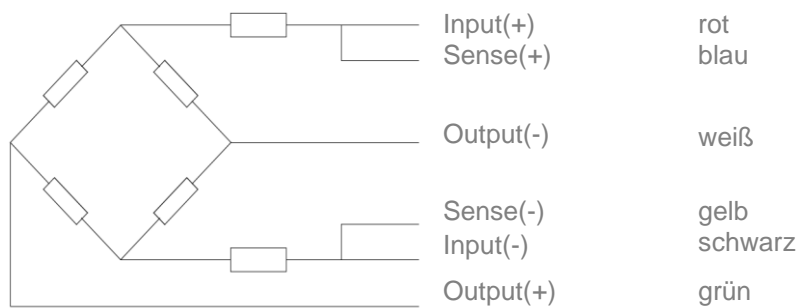 Input(+) rot
Sense(+) blau
Output(-) weiß
Sense(-) gelb
Input(-) schwarz
Output(+) grün